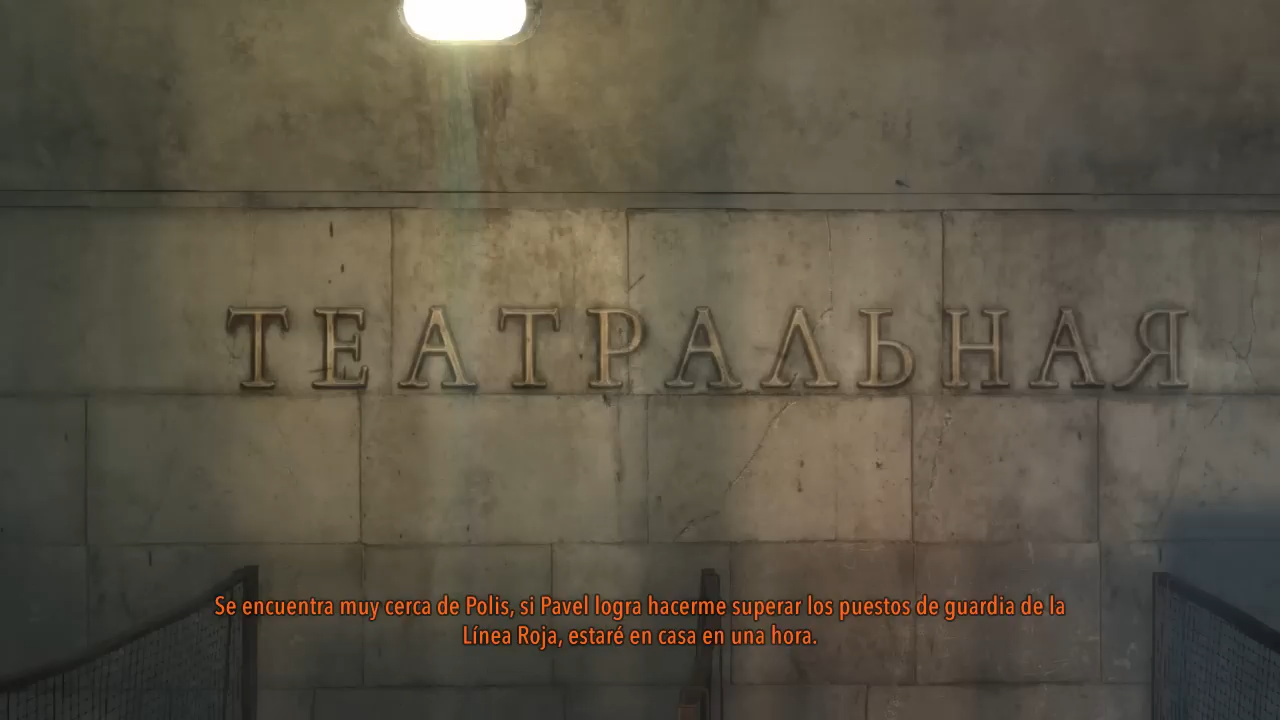 ТЕАТРАЛЬНАЯ
Se encuentra muy cerca de Polis, si Pavel logra hacerme superar los puestos de guardia de la
Línea Roja, estaré en casa en una hora.